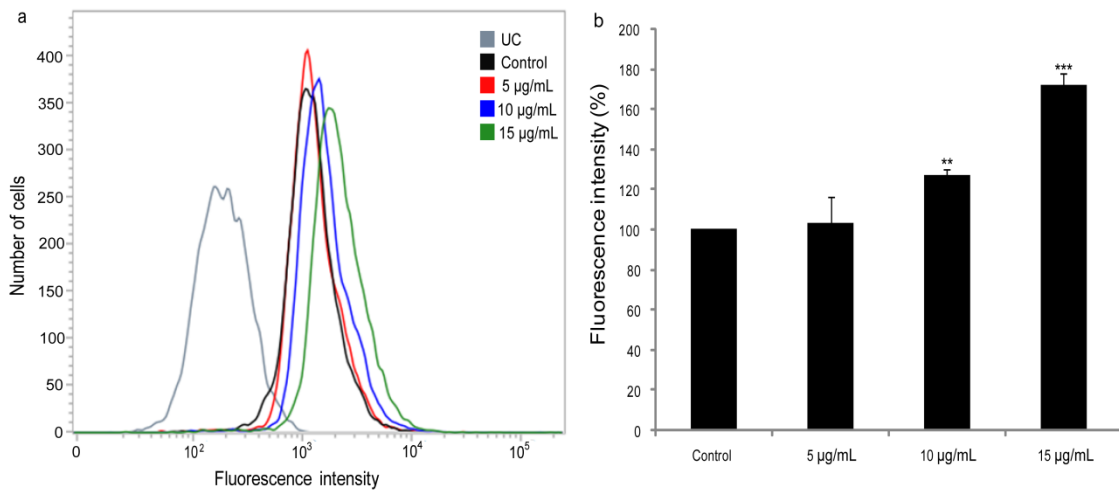 a
UC
Control
5 µg/mL
10 µg/mL
15 µg/mL
Number of cells
400
350
300
250
200
150
100
50
0
0 10² 10³ 10⁴ 10⁵
Fluorescence intensity
b
Fluorescence intensity (%)
200
180
160
140
120
100
80
60
40
20
0
**
***
Control 5 µg/mL 10 µg/mL 15 µg/mL